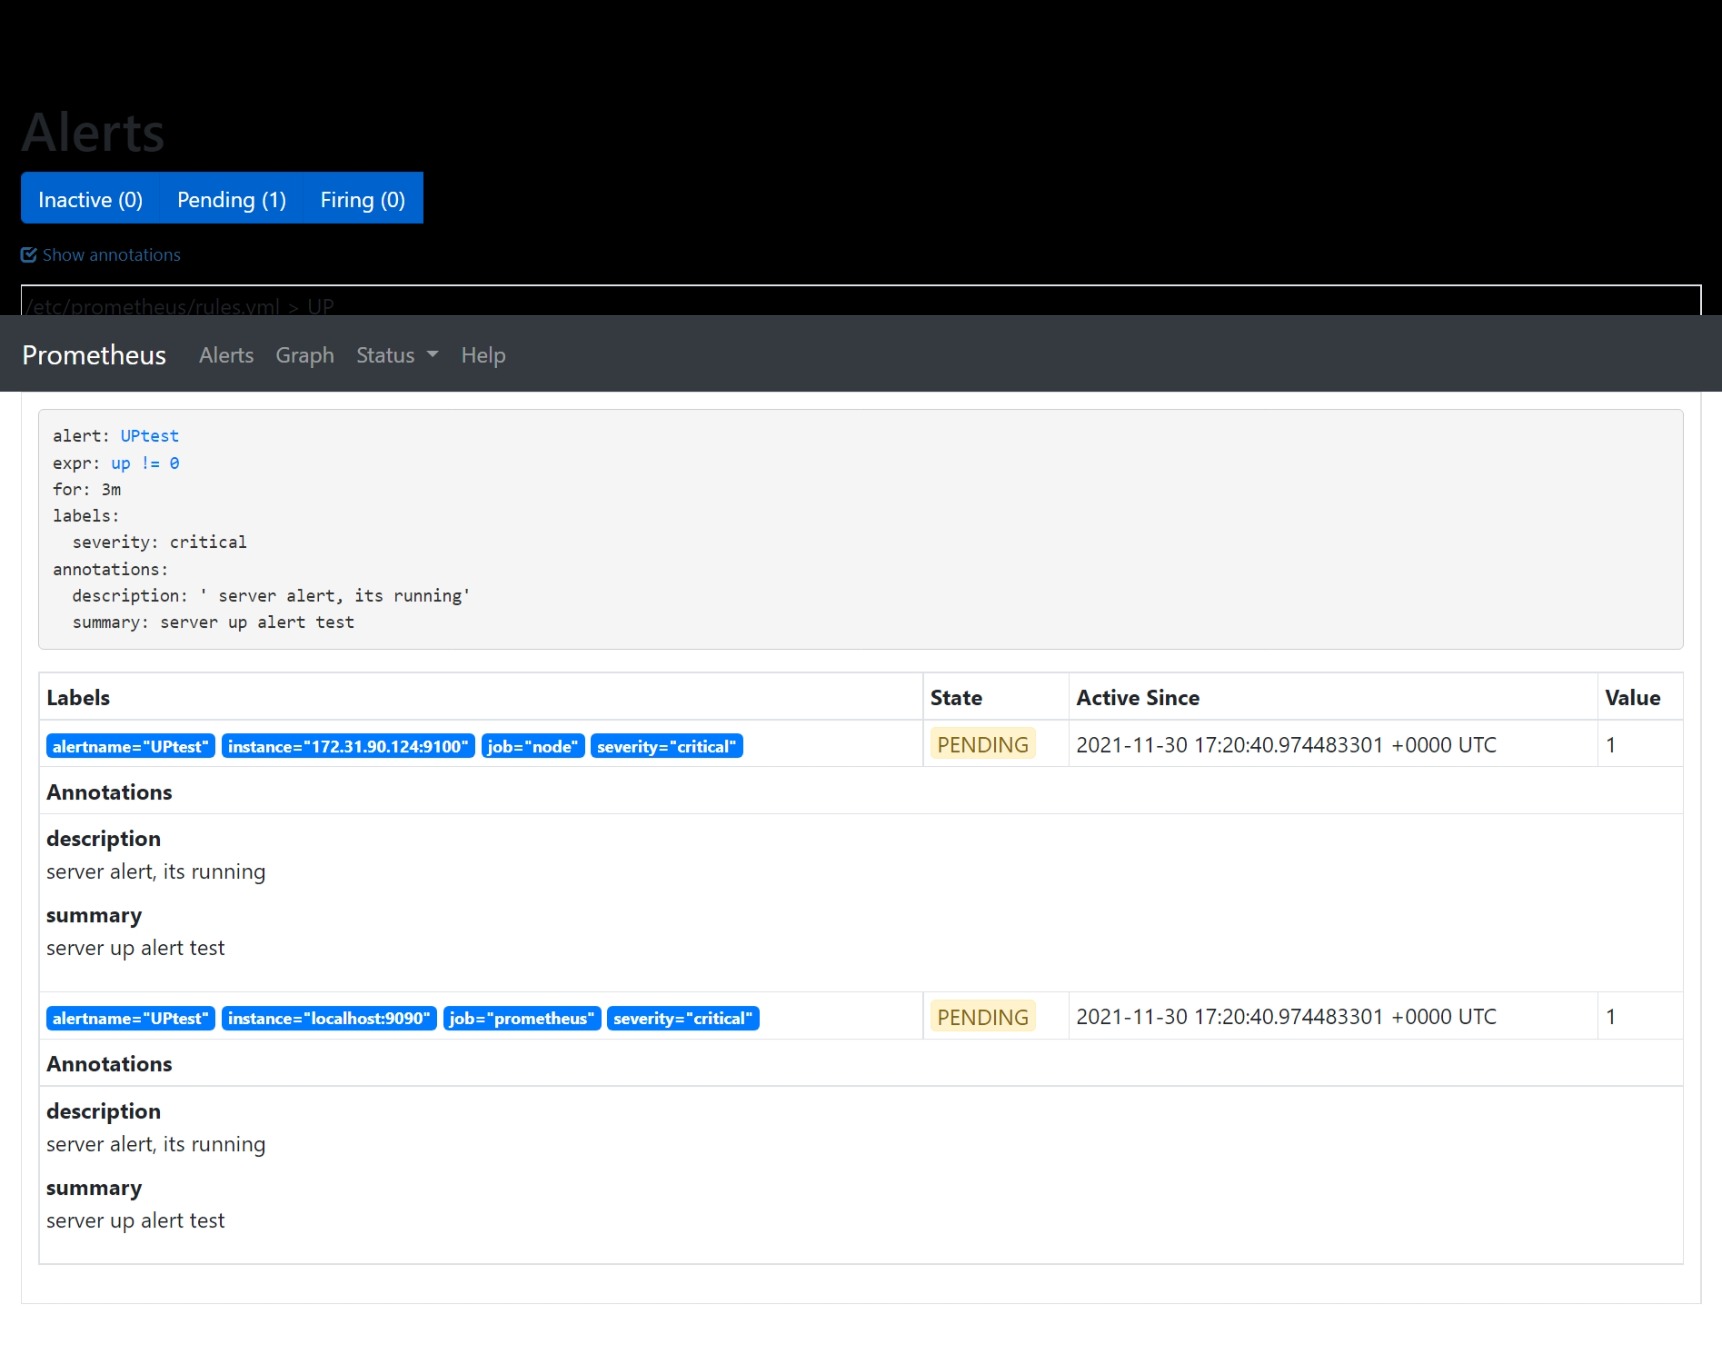 Alerts
Inactive (0) Pending (1) Firing (0)
Show annotations
/etc/prometheus/rules.yml > UP
Prometheus Alerts Graph Status Help
alert: UPtest
expr: up != 0
for: 3m
labels:
  severity: critical
annotations:
  description: ' server alert, its running'
  summary: server up alert test
Labels State Active Since Value
alertname="UPtest" instance="172.31.90.124:9100" job="node" severity="critical" PENDING 2021-11-30 17:20:40.974483301 +0000 UTC 1
Annotations
description
server alert, its running
summary
server up alert test
alertname="UPtest" instance="localhost:9090" job="prometheus" severity="critical" PENDING 2021-11-30 17:20:40.974483301 +0000 UTC 1
Annotations
description
server alert, its running
summary
server up alert test